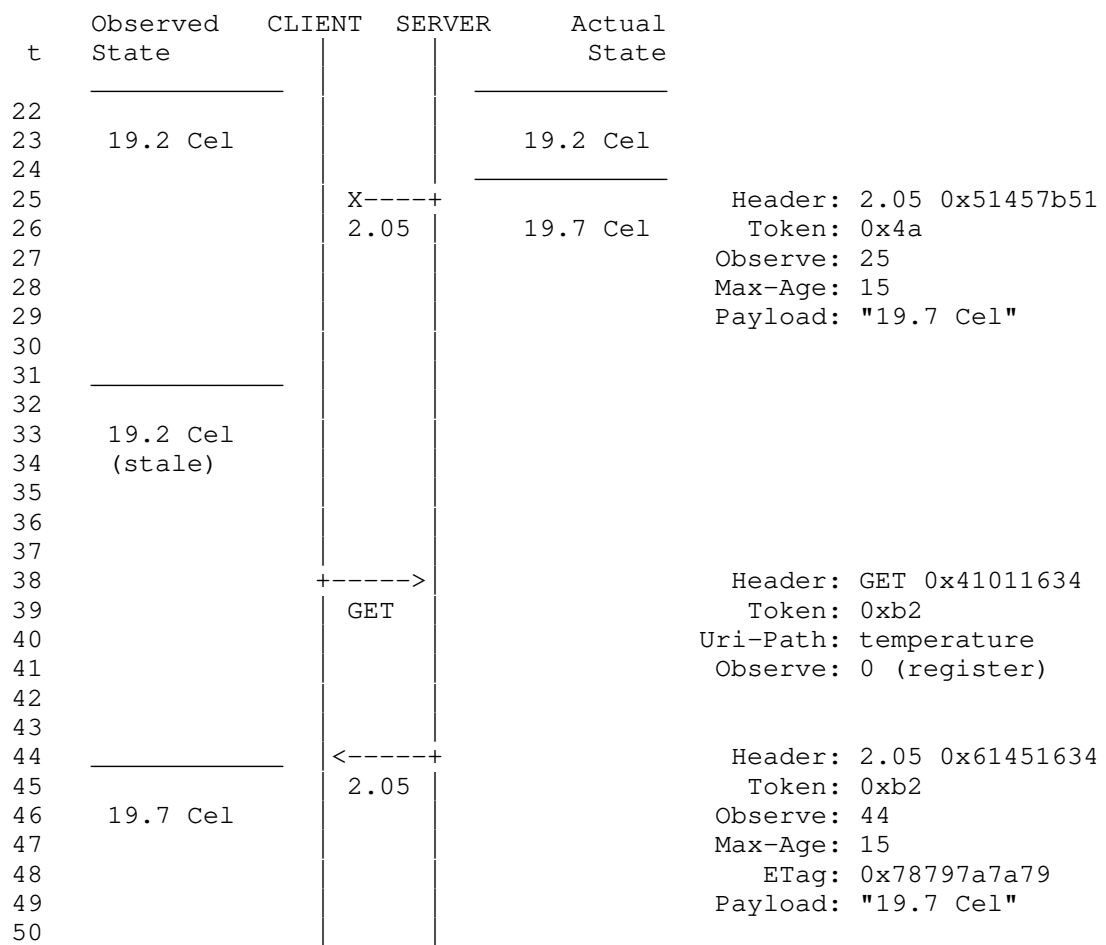 Observed CLIENT SERVER Actual
t State State
22
23 19.2 Cel 19.2 Cel
24
25 X----+ Header: 2.05 0x51457b51
26 2.05 19.7 Cel Token: 0x4a
27 Observe: 25
28 Max-Age: 15
29 Payload: "19.7 Cel"
30
31
32
33 19.2 Cel
34 (stale)
35
36
37
38 +-----> Header: GET 0x41011634
39 GET Token: 0xb2
40 Uri-Path: temperature
41 Observe: 0 (register)
42
43
44 <-----+ Header: 2.05 0x61451634
45 2.05 Token: 0xb2
46 19.7 Cel Observe: 44
47 Max-Age: 15
48 ETag: 0x78797a7a79
49 Payload: "19.7 Cel"
50